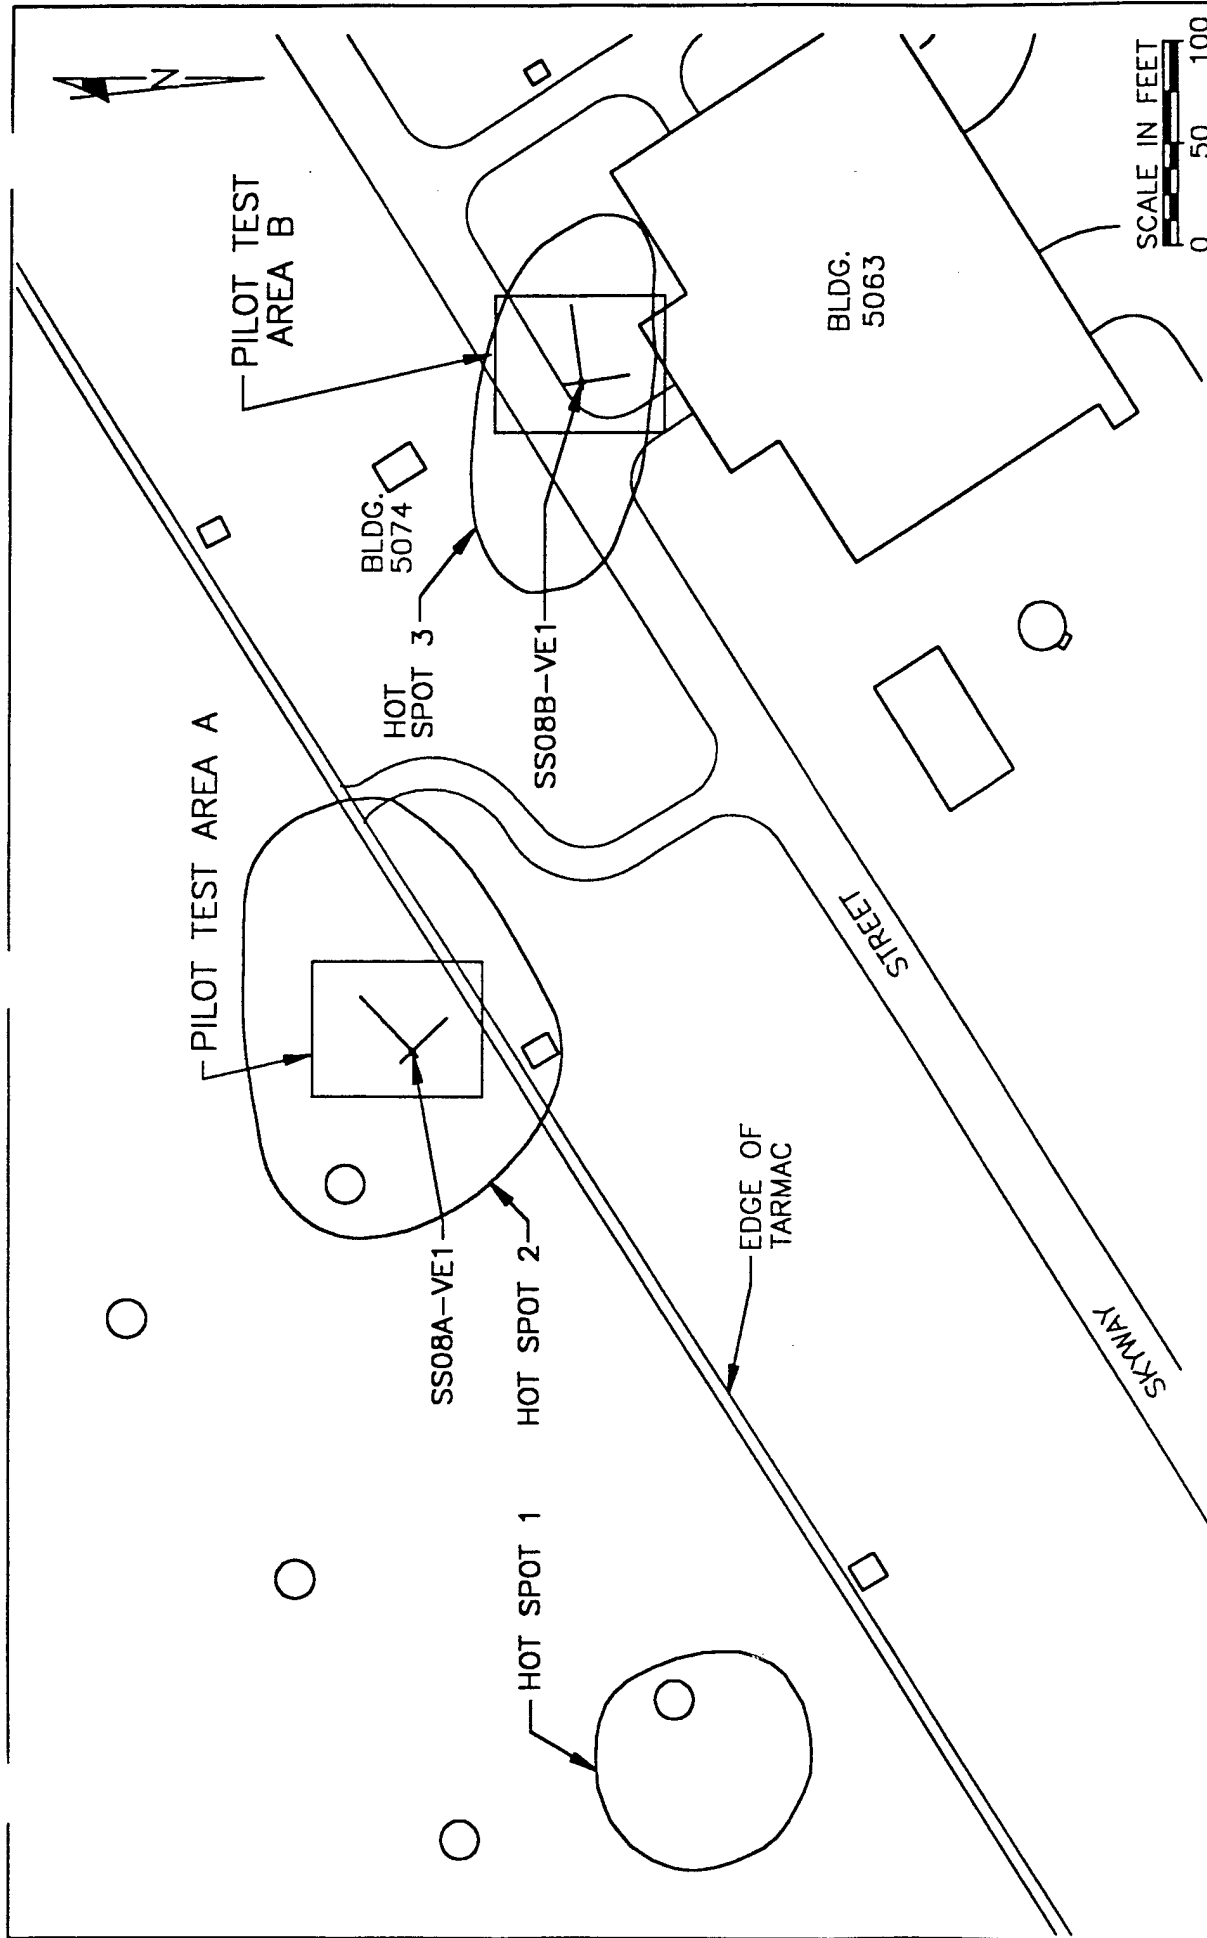 N
PILOT TEST
AREA B
PILOT TEST AREA A
BLDG.
5074
HOT
SPOT 3
SS08B-VE1
BLDG.
5063
SS08A-VE1
HOT SPOT 2
HOT SPOT 1
EDGE OF
TARMAC
SKYWAY
STREET
SCALE IN FEET
0 50 100